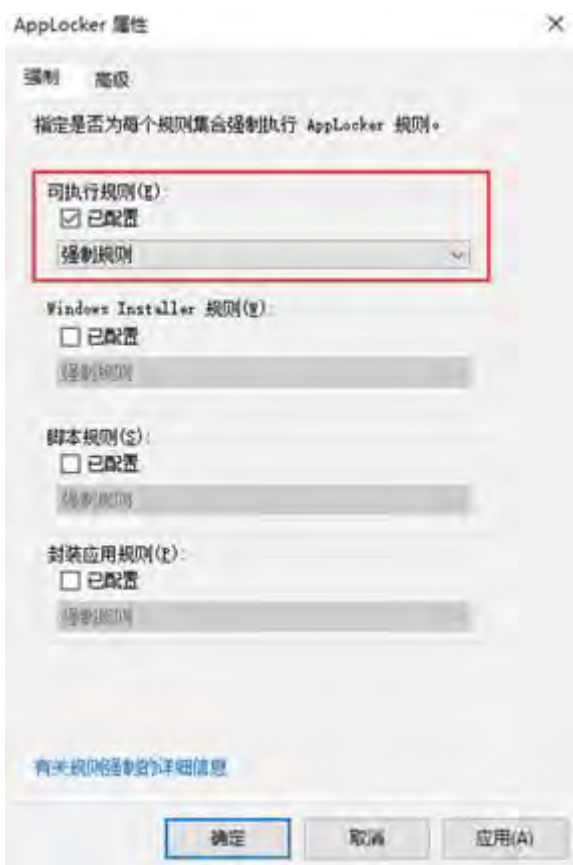 AppLocker 属性
强制 高级
指定是否为每个规则集合强制执行 AppLocker 规则。
可执行规则(E):
已配置
强制规则
Windows Installer 规则(W):
已配置
强制规则
脚本规则(S):
已配置
强制规则
封装应用规则(P):
已配置
强制规则
有关规则强制的详细信息
确定 取消 应用(A)